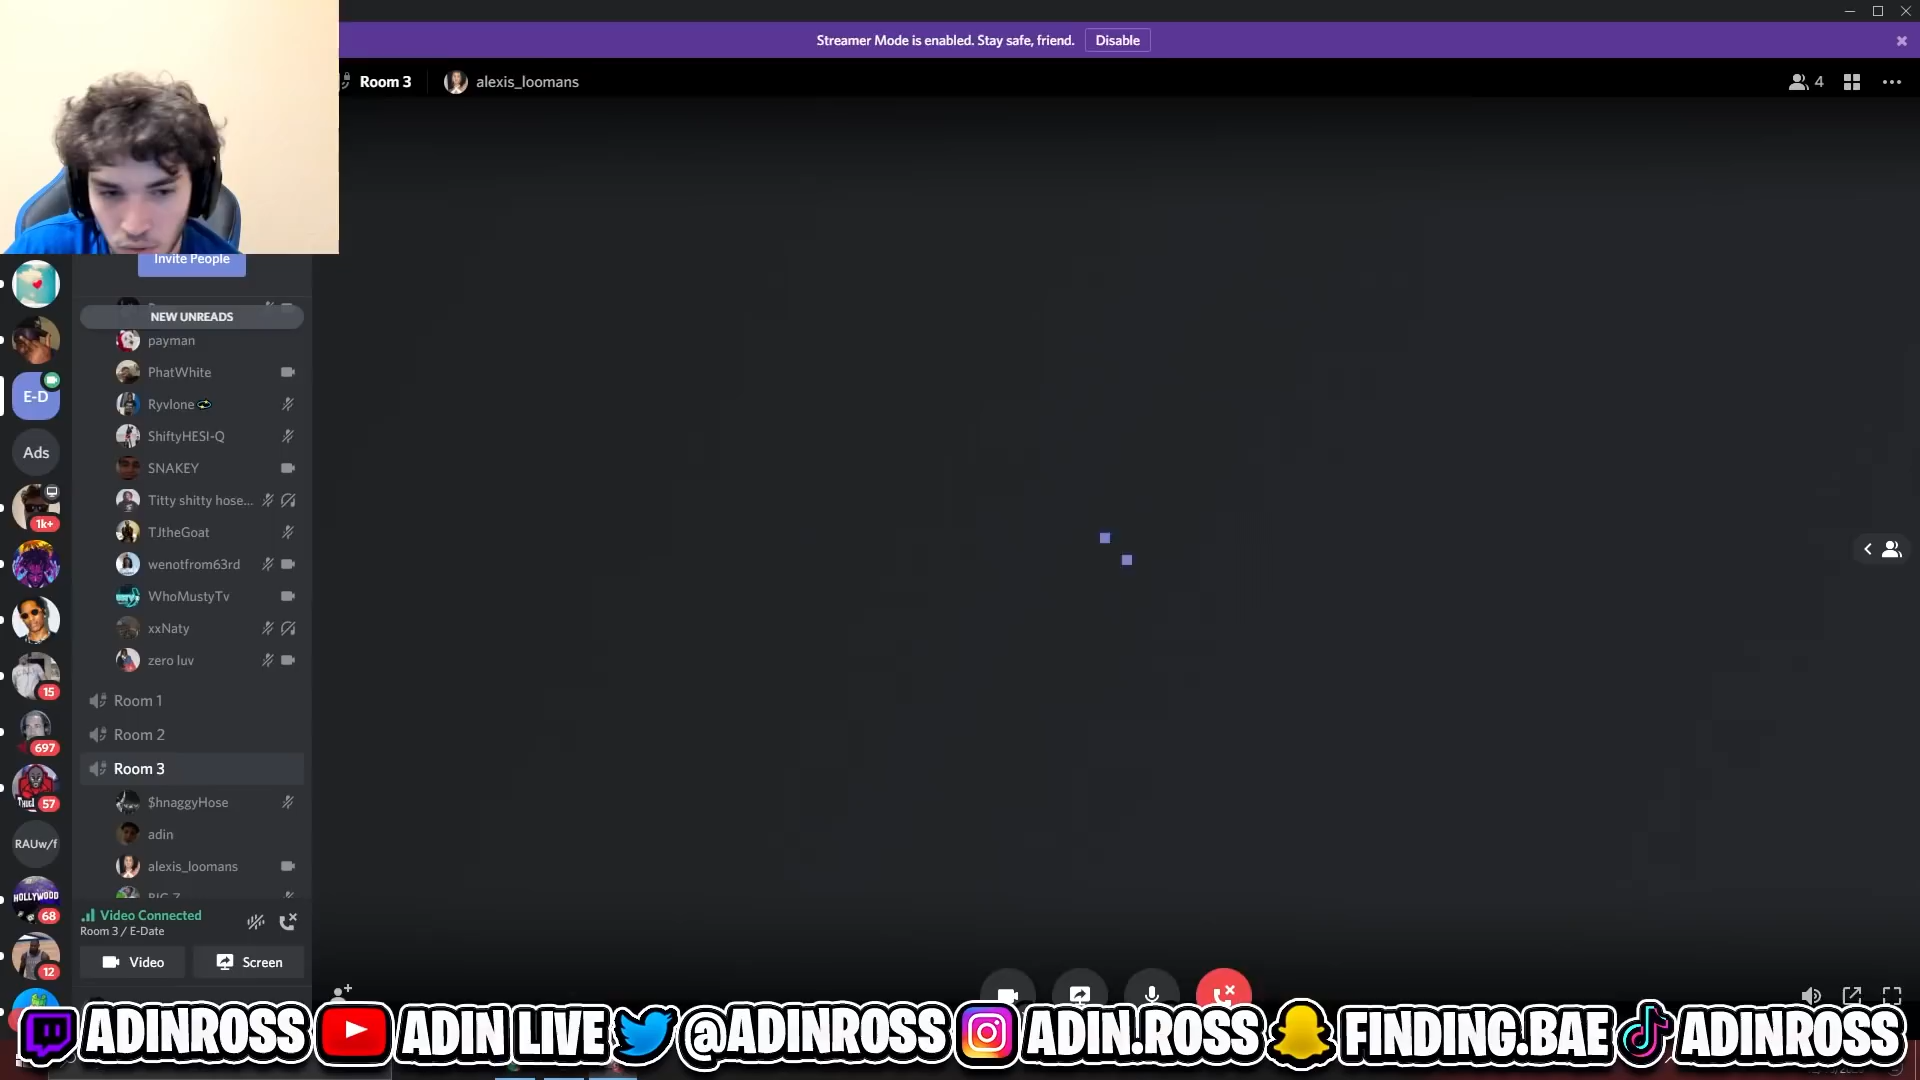 Streamer Mode is enabled. Stay safe, friend.
Disable
Room 3
alexis_loomans
4
Invite People
NEW UNREADS
payman
PhatWhite
E-D
Ryvlone
ShiftyHESI-Q
Ads
SNAKEY
Titty shitty hose...
1k+
TJtheGoat
wenotfrom63rd
WhoMustyTv
xxNaty
zero luv
15
Room 1
Room 2
697
Room 3
$hnaggyHose
57
adin
RAUw/f
alexis_loomans
BIG Z
HOLLYWOOD
68
Video Connected
Room 3 / E-Date
12
Video
Screen
ADINROSS
ADIN LIVE
@ADINROSS
ADIN.ROSS
FINDING.BAE
ADINROSS